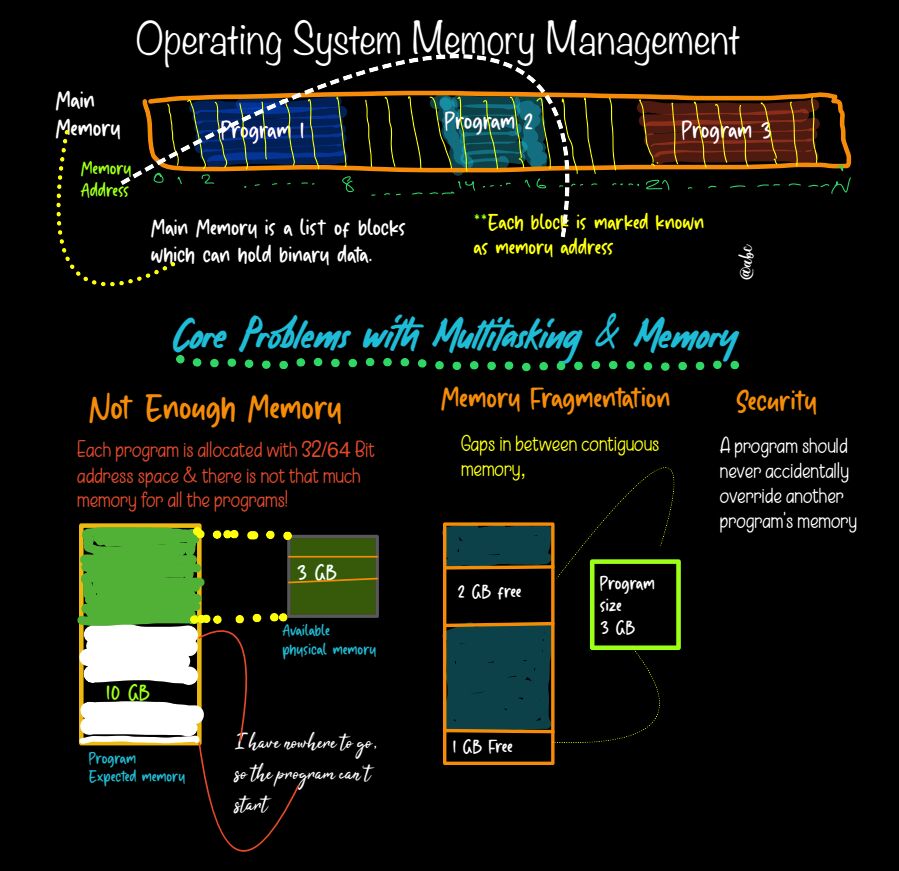 Operating System Memory Management
Main
Memory
Program 1
Program 2
Program 3
Memory
Address
0 1 2 ------- 8 -------- 14 ---- 16 ------- 21 - - - - - - - - N
Main Memory is a list of blocks
which can hold binary data.
**Each block is marked known
as memory address
@abc
Core Problems with Multitasking & Memory
Not Enough Memory
Each program is allocated with 32/64 Bit
address space & there is not that much
memory for all the programs!
3 GB
Available
physical memory
10 GB
Program
Expected memory
I have nowhere to go,
so the program can't
start
Memory Fragmentation
Gaps in between contiguous
memory,
2 GB free
Program
size
3 GB
1 GB Free
Security
A program should
never accidentally
override another
program's memory